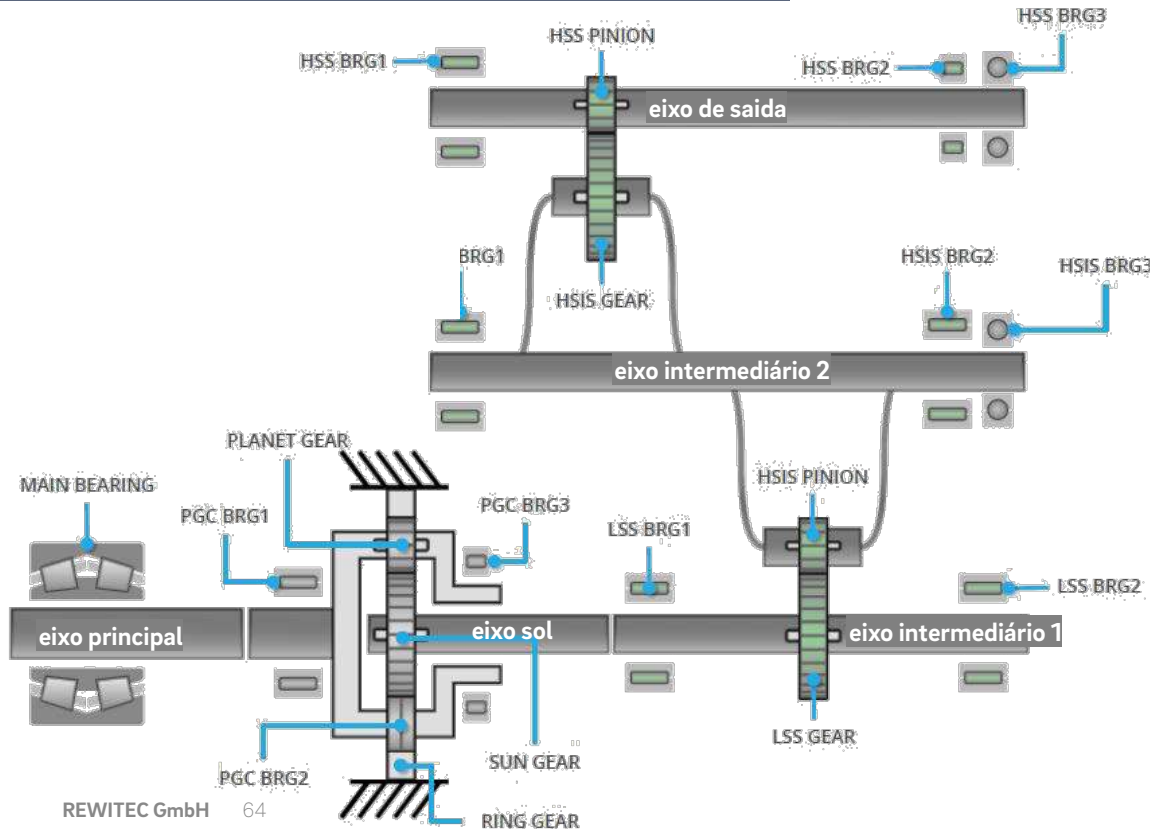 HSS BRG3
HSS PINION
HSS BRG1
HSS BRG2
eixo de saida
BRG1
HSIS BRG2
HSIS BRG3
HSIS GEAR
eixo intermediário 2
PLANET GEAR
MAIN BEARING
HSIS PINION
PGC BRG1
PGC BRG3
LSS BRG1
LSS BRG2
eixo principal
eixo sol
eixo intermediário 1
LSS GEAR
SUN GEAR
PGC BRG2
REWITEC GmbH 64
RING GEAR